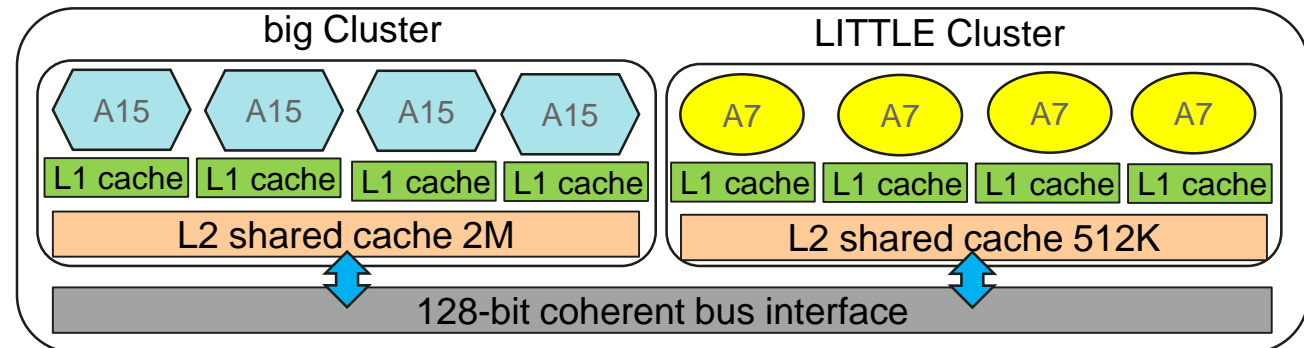 big Cluster
LITTLE Cluster
A15 A15 A15 A15
A7 A7 A7 A7
L1 cache L1 cache L1 cache L1 cache
L1 cache L1 cache L1 cache L1 cache
L2 shared cache 2M
L2 shared cache 512K
128-bit coherent bus interface